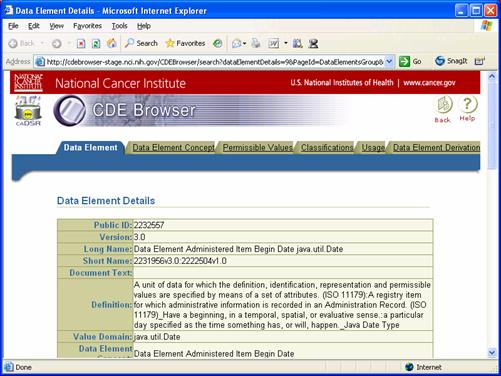 Data Element Details - Microsoft Internet Explorer
File Edit View Favorites Tools Help
Back Search Favorites
Address http://cdebrowser-stage.nci.nih.gov/CDEBrowser/search?dataElementDetails=9&PageId=DataElementsGroup& Go SnagIt
NATIONAL CANCER INSTITUTE National Cancer Institute U.S. National Institutes of Health | www.cancer.gov
caDSR CDE Browser Back Help
Data Element Data Element Concept Permissible Values Classifications Usage Data Element Derivation
Data Element Details
Public ID: 2232557
Version: 3.0
Long Name: Data Element Administered Item Begin Date java.util.Date
Short Name: 2231956v3.0:2222504v1.0
Document Text:
Definition: A unit of data for which the definition, identification, representation and permissible
values are specified by means of a set of attributes. (ISO 11179):A registry item
for which administrative information is recorded in an Administration Record. (ISO
11179)_Have a beginning, in a temporal, spatial, or evaluative sense.:a particular
day specified as the time something has, or will, happen._Java Date Type
Value Domain: java.util.Date
Data Element Data Element Administered Item Begin Date
Done Internet